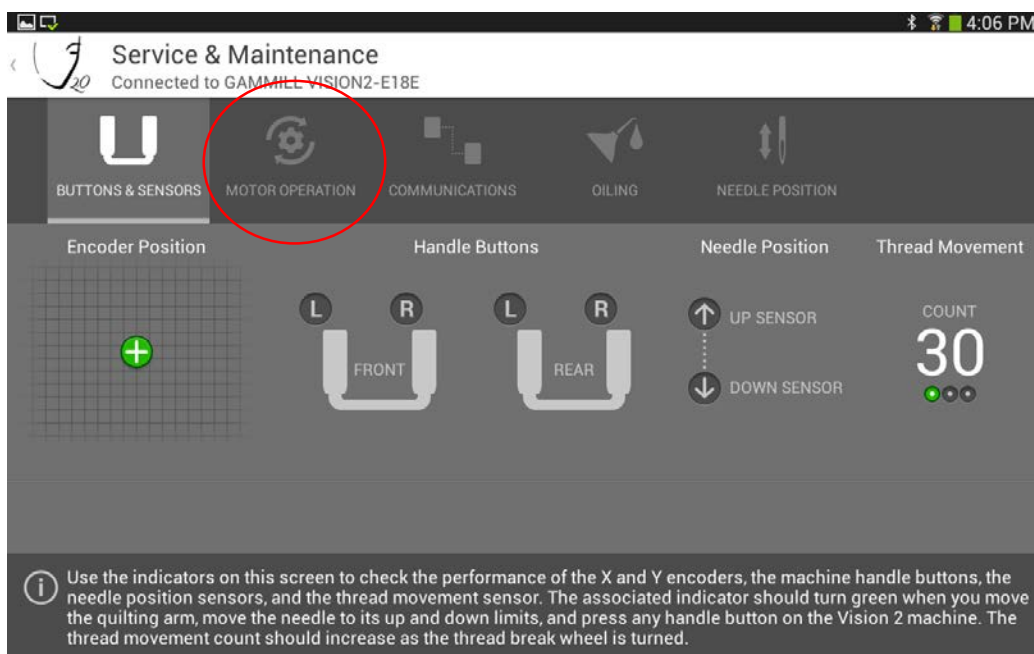 4:06 PM
Service & Maintenance
20
Connected to GAMMILL-VISION2-E18E
BUTTONS & SENSORS MOTOR OPERATION COMMUNICATIONS OILING NEEDLE POSITION
Encoder Position Handle Buttons Needle Position Thread Movement
L R L R UP SENSOR COUNT
30
FRONT REAR
DOWN SENSOR
Use the indicators on this screen to check the performance of the X and Y encoders, the machine handle buttons, the
needle position sensors, and the thread movement sensor. The associated indicator should turn green when you move
the quilting arm, move the needle to its up and down limits, and press any handle button on the Vision 2 machine. The
thread movement count should increase as the thread break wheel is turned.